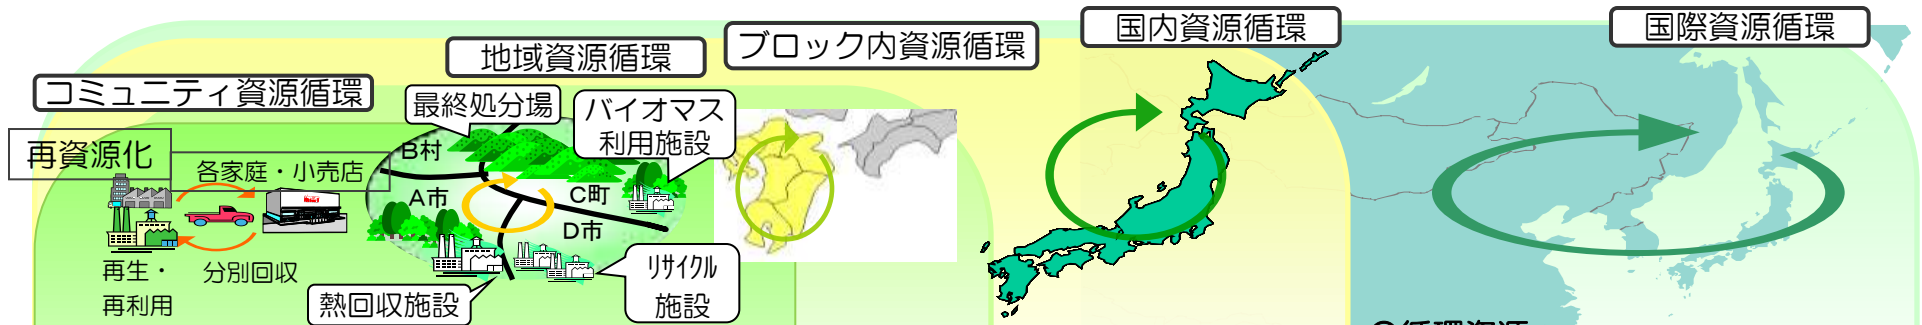 コミュニティ資源循環
地域資源循環
ブロック内資源循環
国内資源循環
国際資源循環
再資源化
各家庭・小売店
再生・
再利用
分別回収
最終処分場
バイオマス
利用施設
B村
A市
C町
D市
熱回収施設
リサイクル
施設